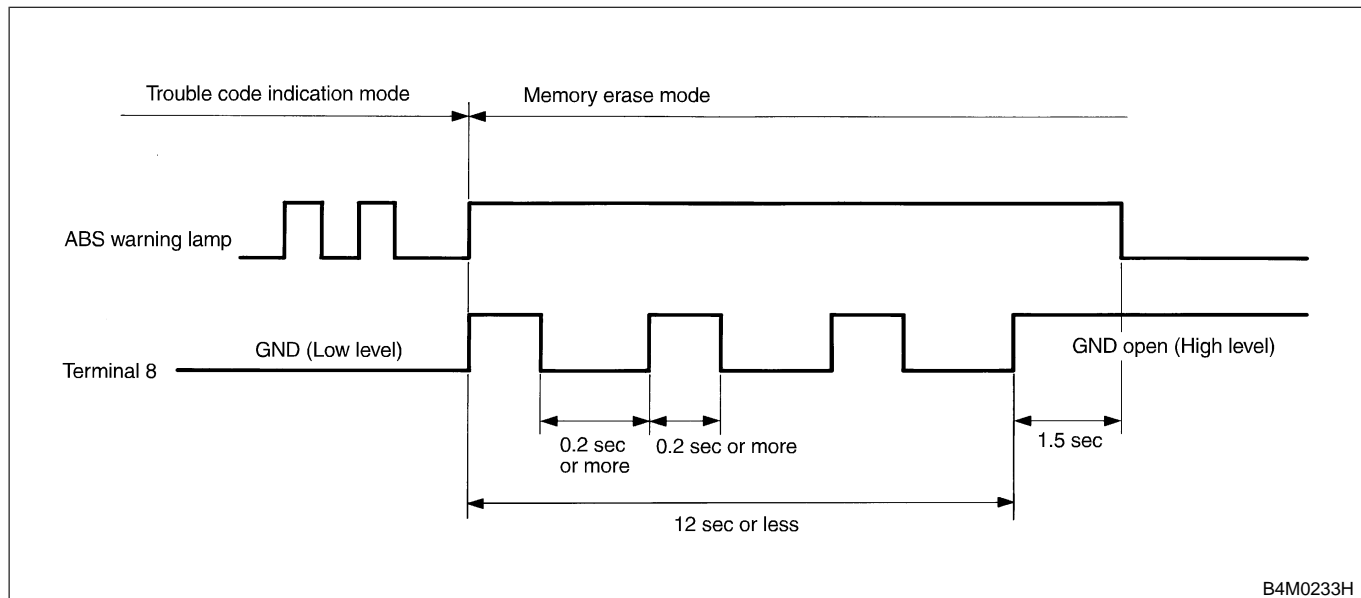 Trouble code indication mode
Memory erase mode
ABS warning lamp
GND (Low level)
GND open (High level)
Terminal 8
0.2 sec
or more
0.2 sec or more
1.5 sec
12 sec or less
B4M0233H